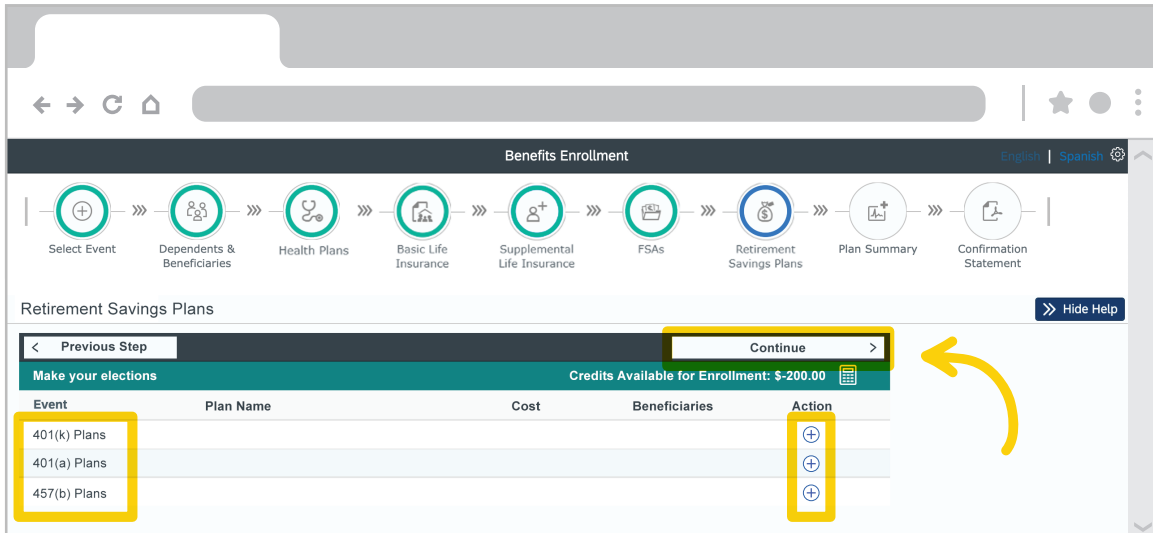 Benefits Enrollment
English | Spanish
Select Event
Dependents &
Beneficiaries
Health Plans
Basic Life
Insurance
Supplemental
Life Insurance
FSAs
Retirement
Savings Plans
Plan Summary
Confirmation
Statement
Retirement Savings Plans
Hide Help
Previous Step
Continue
Make your elections
Credits Available for Enrollment: $-200.00
Event Plan Name Cost Beneficiaries Action
401(k) Plans
401(a) Plans
457(b) Plans